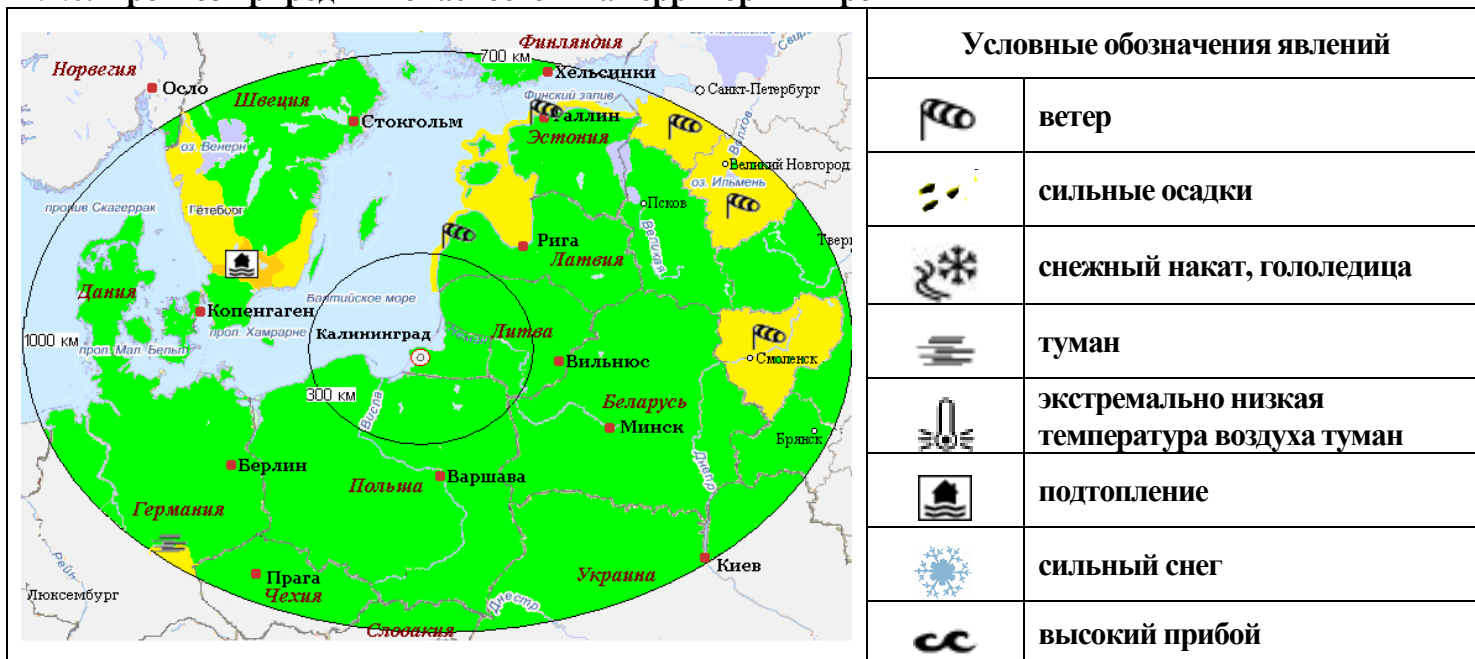 Финляндия
700 км
Норвегия
Хельсинки
Осло
Санкт-Петербург
Швеция
Финский залив
Стокгольм
Таллин
Эстония
Волхов
оз. Венерн
Великий Новгород
оз. Ильмень
пролив Скагеррак
Гётеборг
Псков
Великая
Рига
Латвия
Дания
Балтийское море
Копенгаген
Калининград
Литва
1000 км
прол. Хамрарне
прол. Мал. Бельт
Вильнюс
Смоленск
300 км
Висла
Беларусь
Минск
Брянск
Днепр
Берлин
Варшава
Польша
Германия
Рейн
Прага
Чехия
Украина
Киев
Люксембург
Днестр
Словакия
Условные обозначения явлений
ветер
сильные осадки
снежный накат, гололедица
туман
экстремально низкая
температура воздуха туман
подтопление
сильный снег
высокий прибой